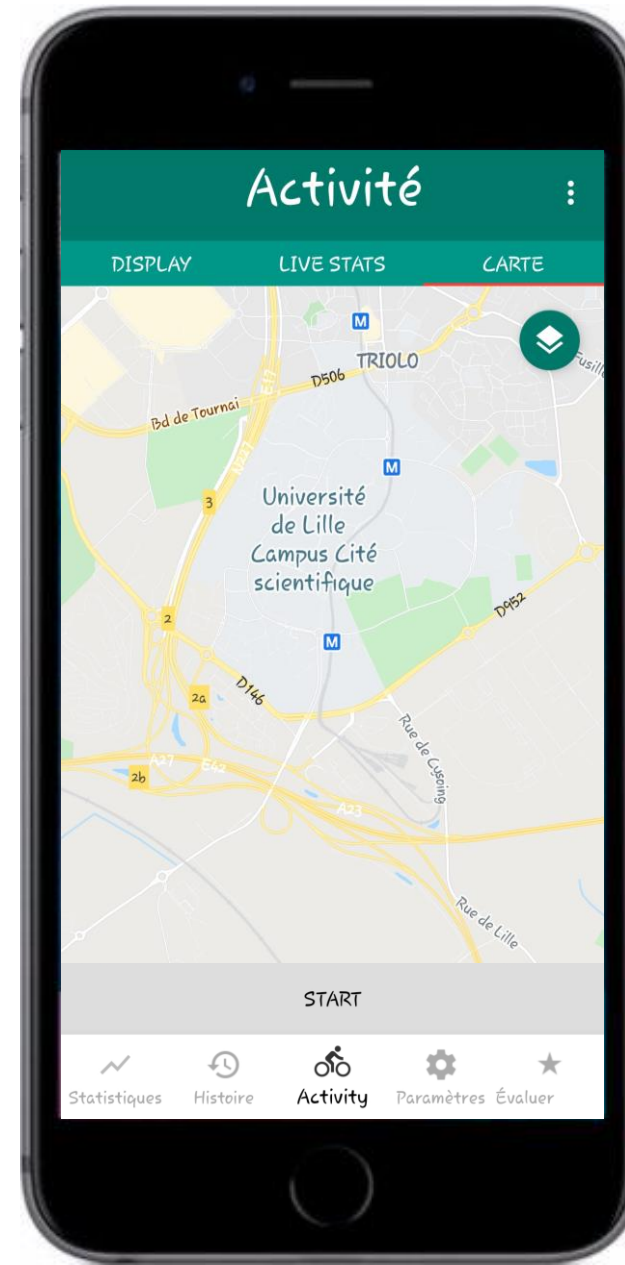 Activité
DISPLAY
LIVE STATS
CARTE
M
TRIOLO
D506
E17
Bd de Tournai
N227
M
3
Université
de Lille
Campus Cité
scientifique
D952
2
M
D146
2a
Rue de Cysoing
A27
E42
2b
A23
Rue de Lille
START
Statistiques
Histoire
Activity
Paramètres
Évaluer